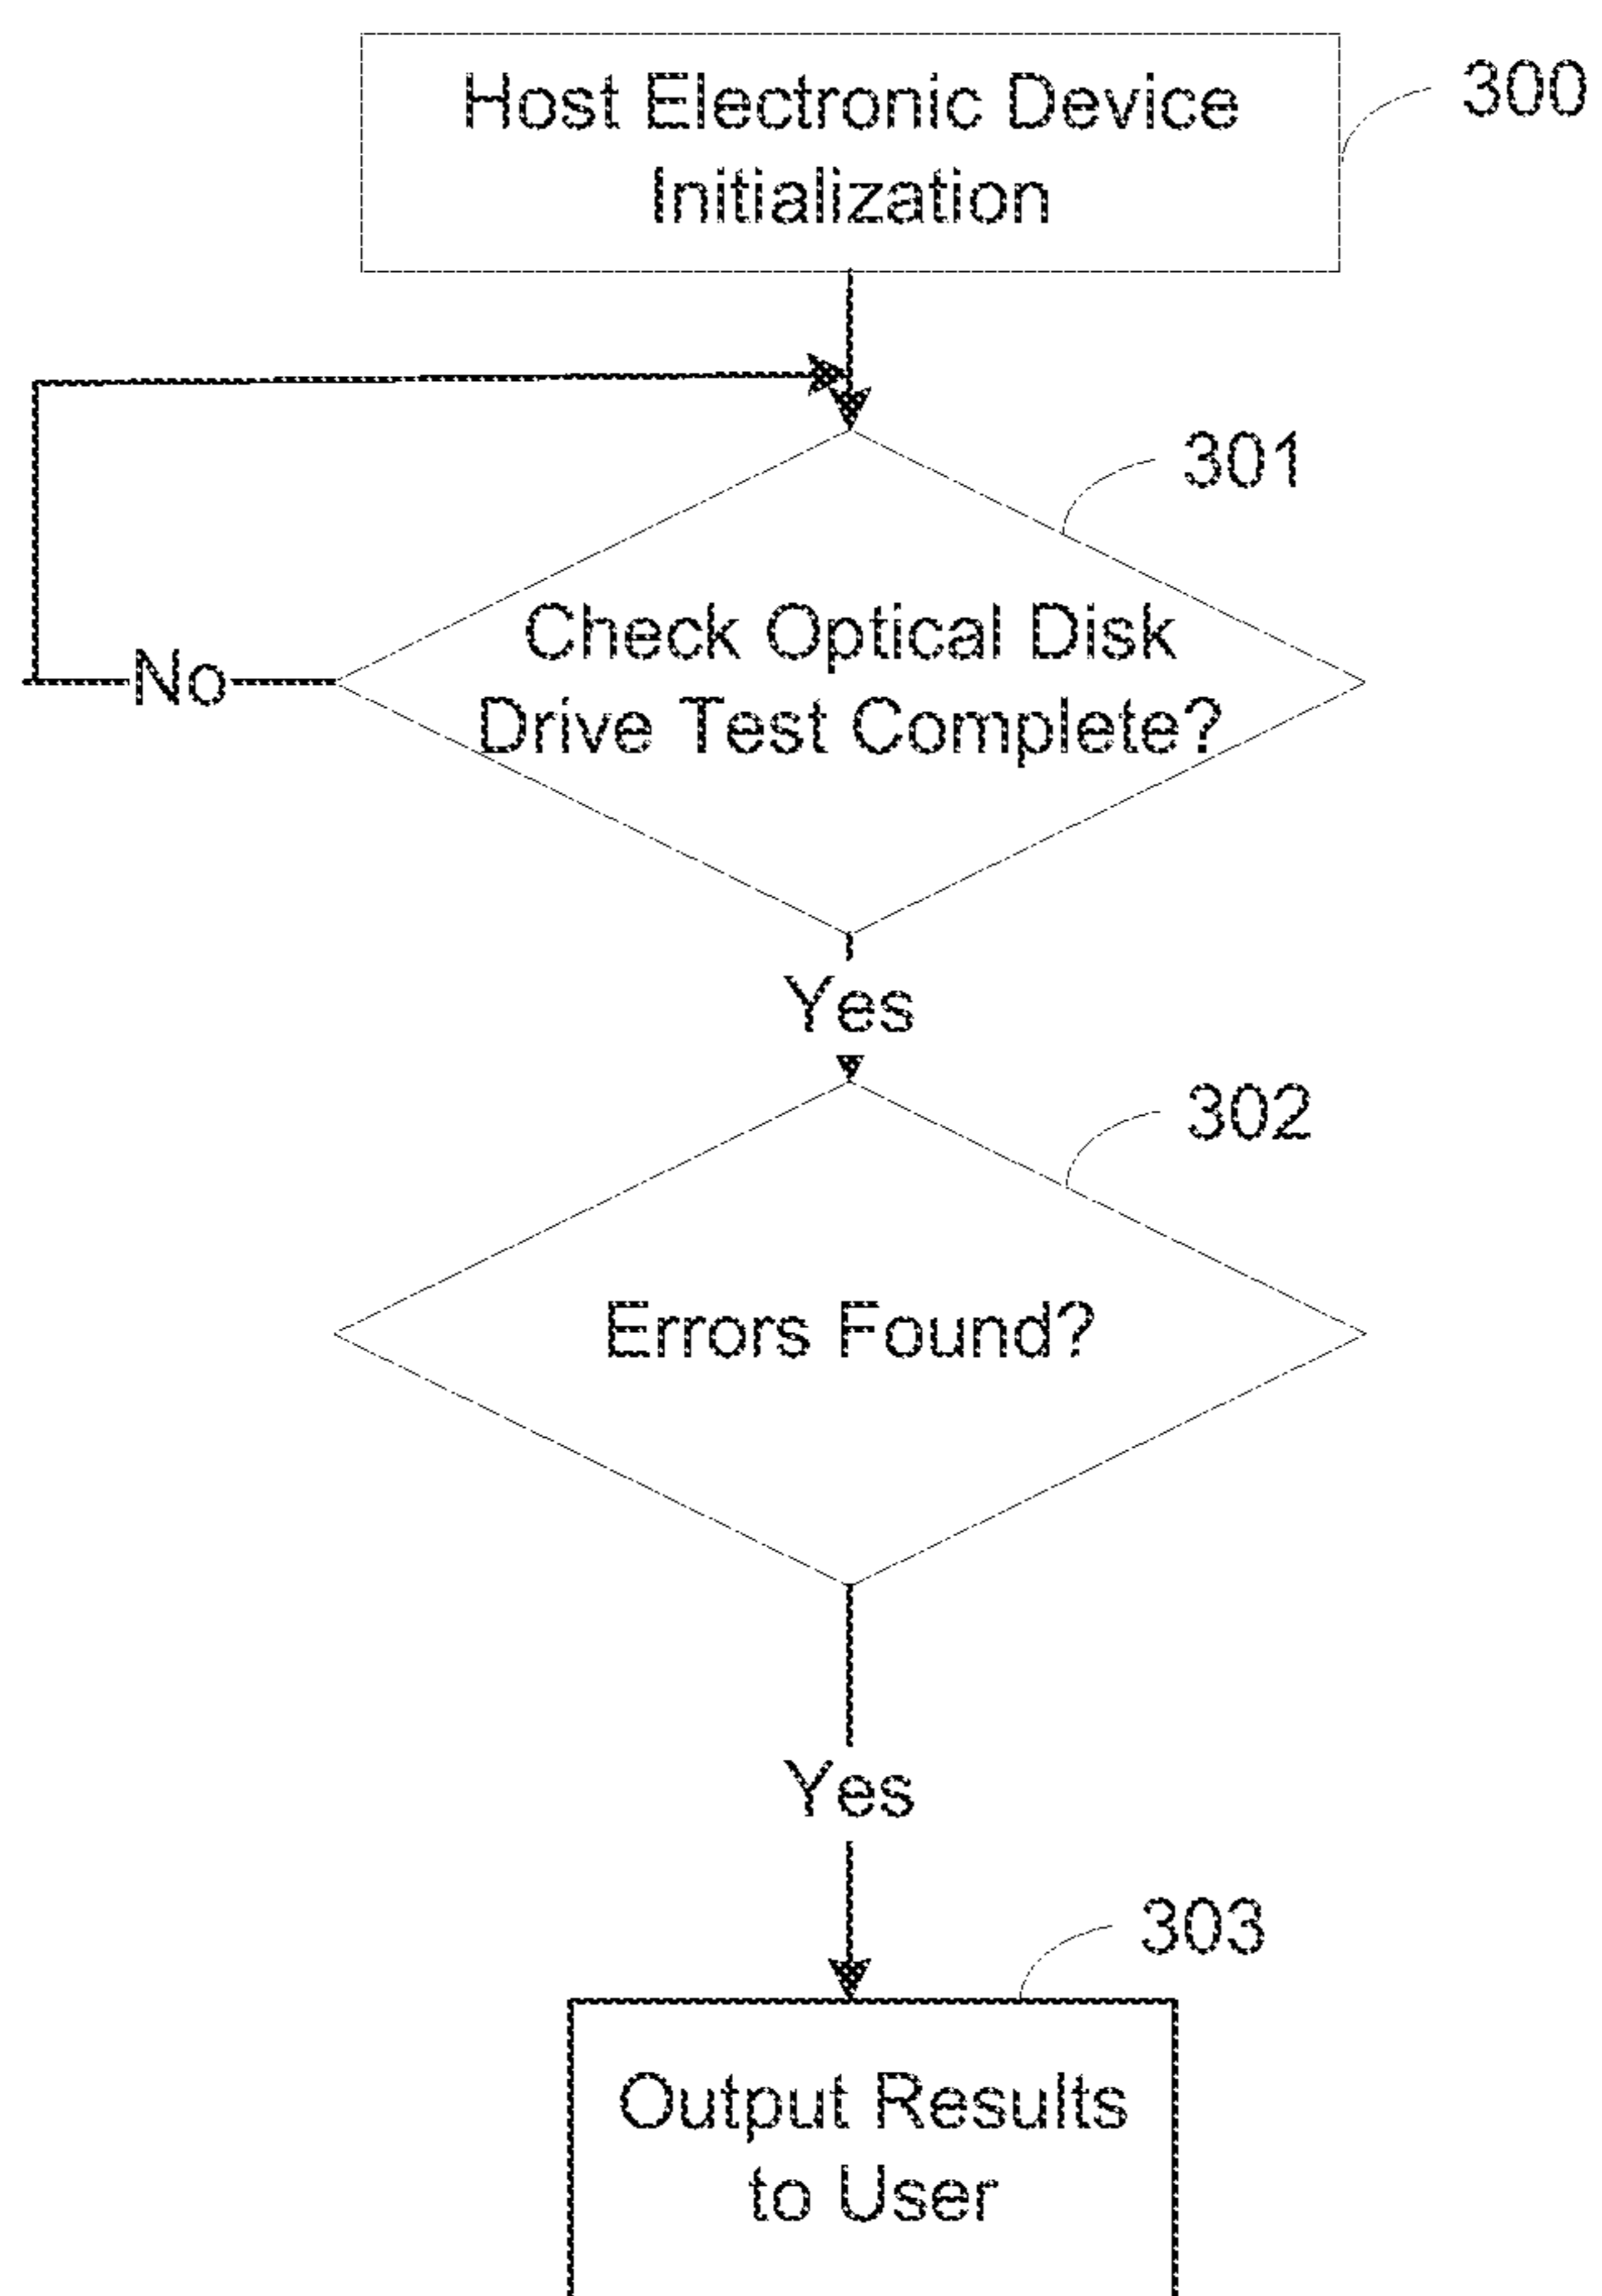 Host Electronic Device
Initialization
300
301
Check Optical Disk
Drive Test Complete?
No
Yes
302
Errors Found?
Yes
303
Output Results
to User